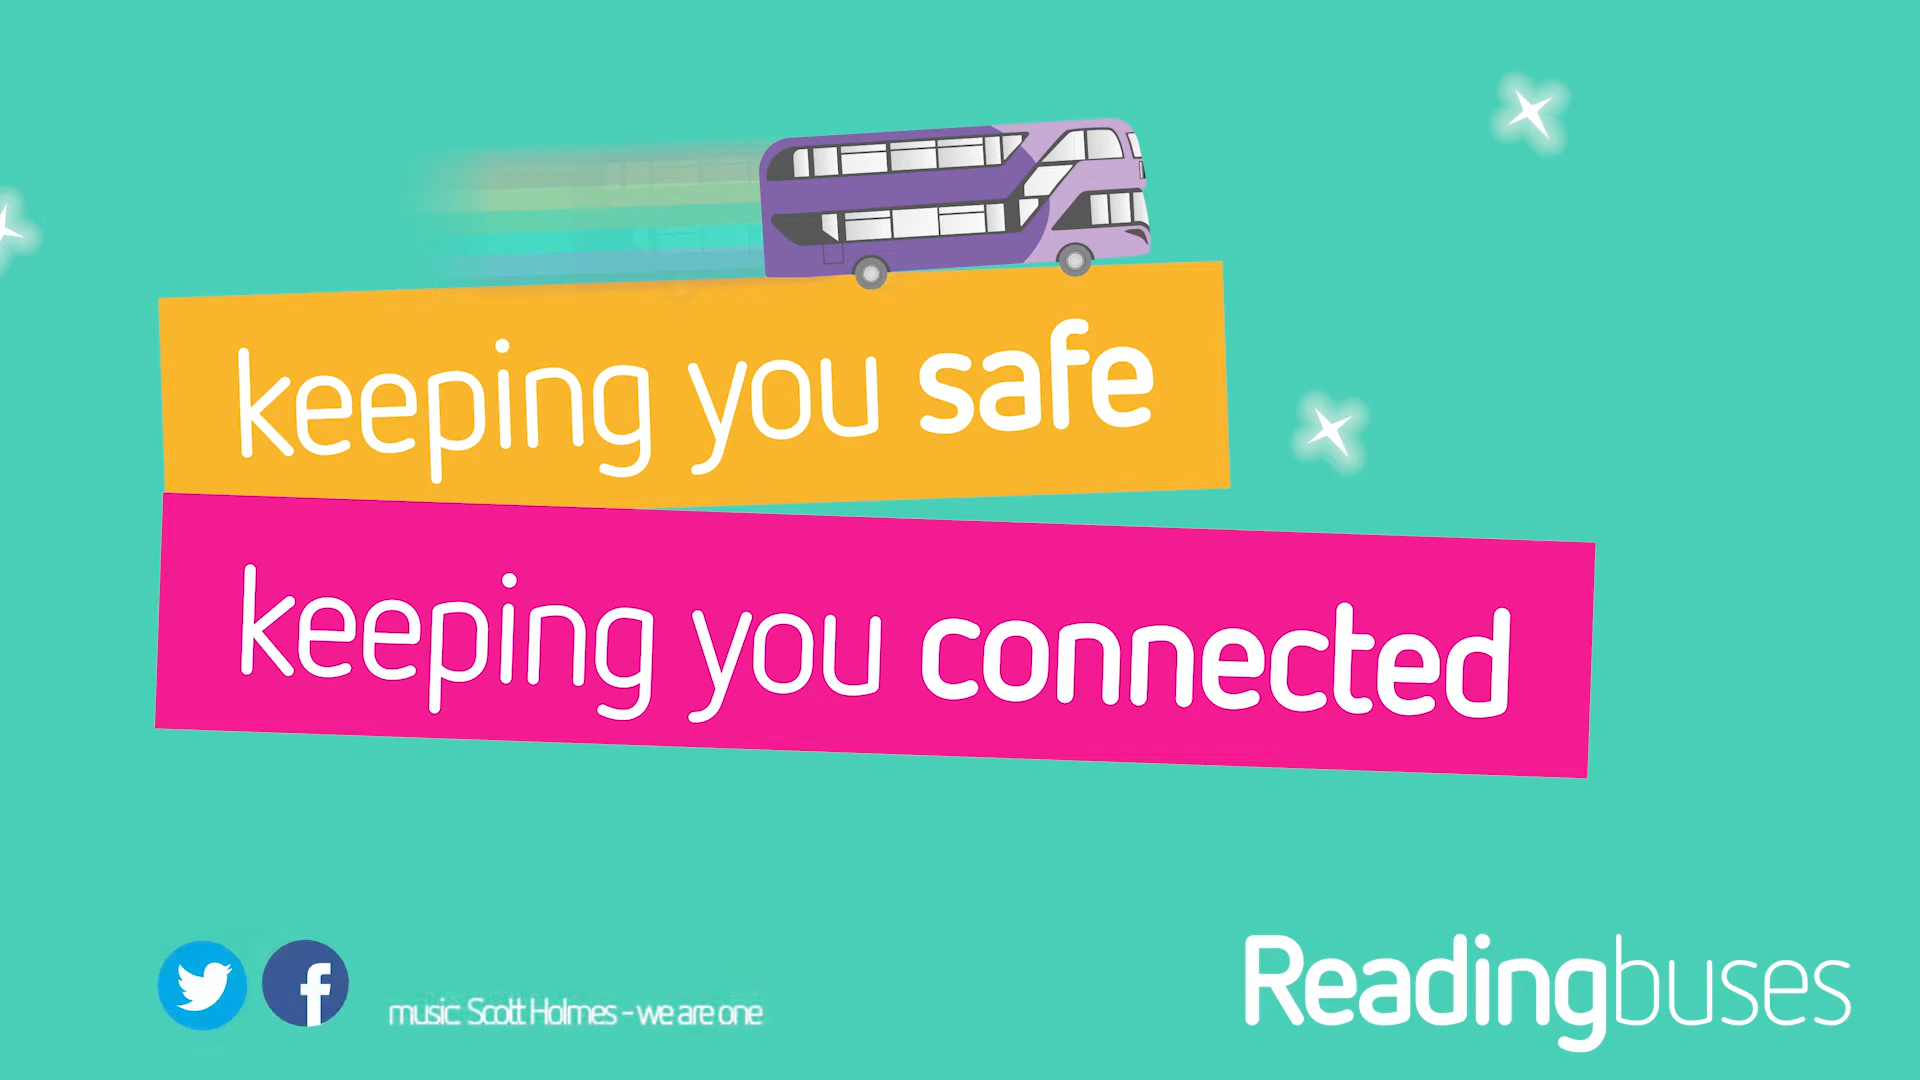 keeping you safe
keeping you connected
music: Scott Holmes - we are one
Readingbuses